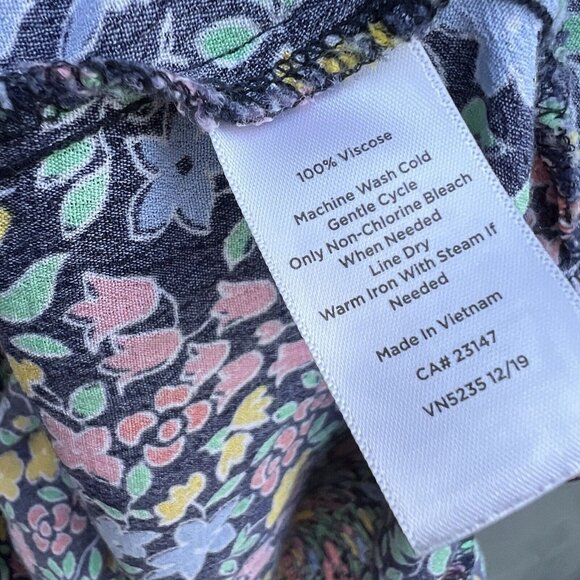 100% Viscose
Machine Wash Cold
Gentle Cycle
Only Non-Chlorine Bleach
When Needed
Line Dry
Warm Iron With Steam If
Needed
Made In Vietnam
CA# 23147
VN5235 12/19